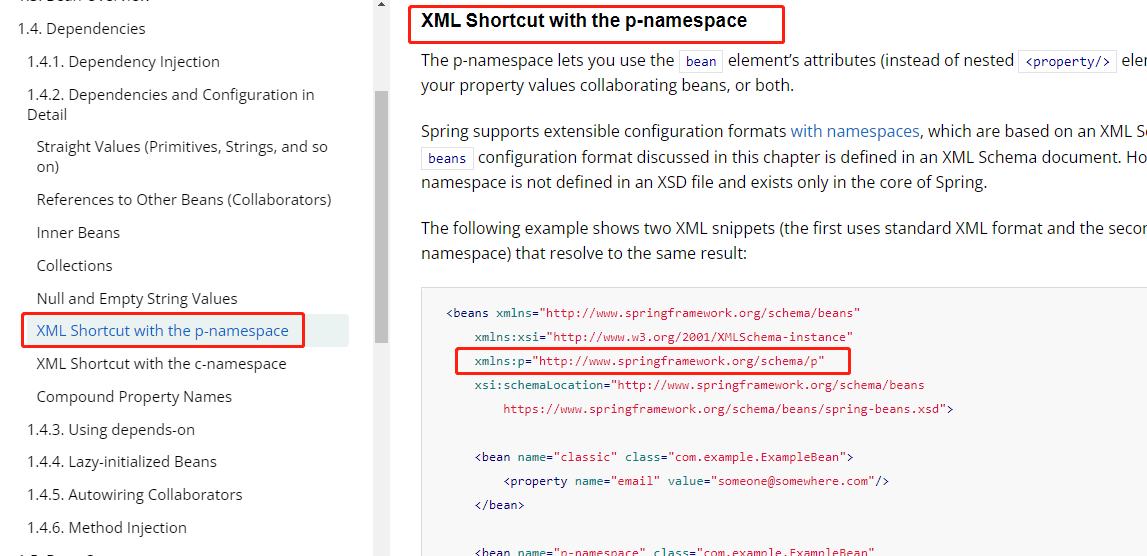 1.4. Dependencies
1.4.1. Dependency Injection
1.4.2. Dependencies and Configuration in
Detail
Straight Values (Primitives, Strings, and so
on)
References to Other Beans (Collaborators)
Inner Beans
Collections
Null and Empty String Values
XML Shortcut with the p-namespace
XML Shortcut with the c-namespace
Compound Property Names
1.4.3. Using depends-on
1.4.4. Lazy-initialized Beans
1.4.5. Autowiring Collaborators
1.4.6. Method Injection
XML Shortcut with the p-namespace
The p-namespace lets you use the bean element’s attributes (instead of nested <property/>
your property values collaborating beans, or both.
Spring supports extensible configuration formats with namespaces, which are based on an XML
beans configuration format discussed in this chapter is defined in an XML Schema document.
namespace is not defined in an XSD file and exists only in the core of Spring.
The following example shows two XML snippets (the first uses standard XML format and the
namespace) that resolve to the same result:
<beans xmlns="http://www.springframework.org/schema/beans"
xmlns:xsi="http://www.w3.org/2001/XMLSchema-instance"
xmlns:p="http://www.springframework.org/schema/p"
xsi:schemaLocation="http://www.springframework.org/schema/beans
https://www.springframework.org/schema/beans/spring-beans.xsd">
<bean name="classic" class="com.example.ExampleBean">
<property name="email" value="someone@somewhere.com"/>
</bean>
<bean name="p-namespace" class="com.example.ExampleBean"